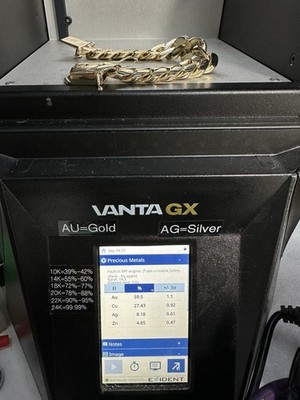 VANTA GX
AU=Gold AG=Silver
10K=39%-42%
14K=55%-60%
18K=72%-77%
20K=78%-88%
22K=90%-95%
24K=99.99%
Precious Metals
% +/- 3σ
Au 59.5 1.1
Cu 27.43 0.92
Ag 8.18 0.61
Zn 4.85 0.47
Notes
Image
EVIDENT